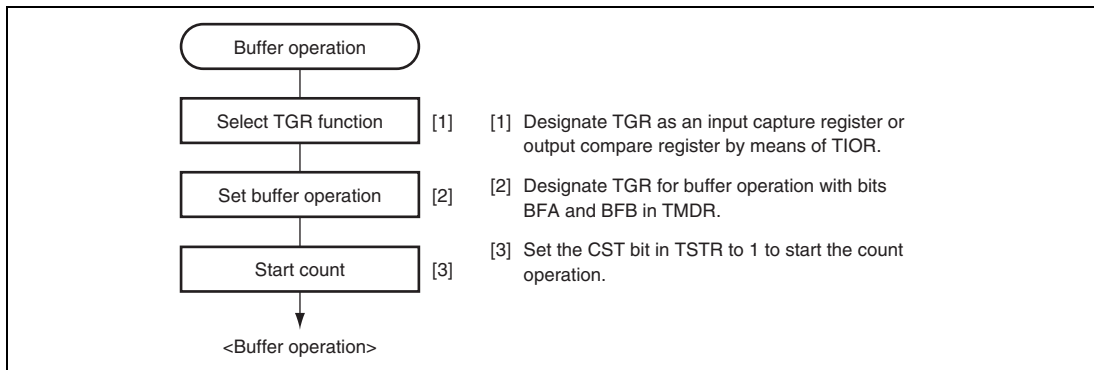 Buffer operation
Select TGR function [1]
Set buffer operation [2]
Start count [3]
<Buffer operation>
[1] Designate TGR as an input capture register or
output compare register by means of TIOR.
[2] Designate TGR for buffer operation with bits
BFA and BFB in TMDR.
[3] Set the CST bit in TSTR to 1 to start the count
operation.